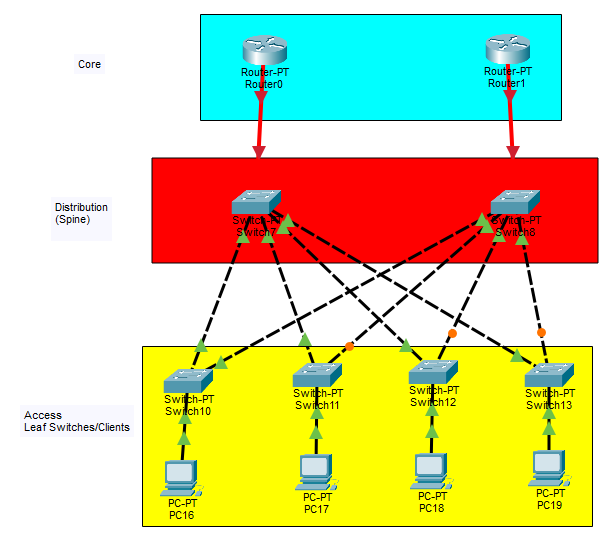 Core
Router-PT
Router0
Router-PT
Router1
Distribution
(Spine)
Switch-PT
Switch7
Switch-PT
Switch8
Access
Leaf Switches/Clients
Switch-PT
Switch10
Switch-PT
Switch11
Switch-PT
Switch12
Switch-PT
Switch13
PC-PT
PC16
PC-PT
PC17
PC-PT
PC18
PC-PT
PC19